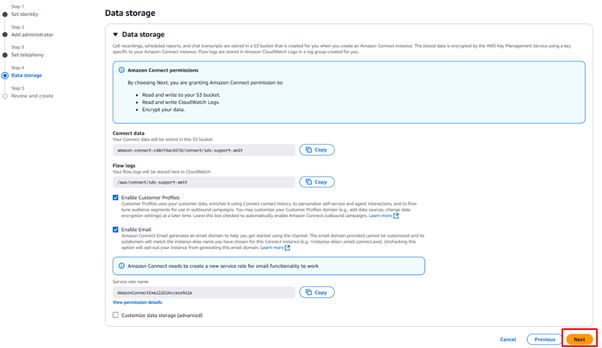 Step 1
Set identity
Step 2
Add administrator
Step 3
Set telephony
Step 4
Data storage
Step 5
Review and create
Data storage
Data storage
Call recordings, scheduled reports, and chat transcripts are stored in a S3 bucket that is created for you when you create an Amazon Connect instance. The stored data is encrypted by the AWS Key Management Service using a key
specific to your Amazon Connect instance. Flow logs are stored in Amazon CloudWatch Logs in a log group created for you.
Amazon Connect permissions
By choosing Next, you are granting Amazon Connect permission to:
• Read and write to your S3 bucket.
• Read and write CloudWatch Logs.
• Encrypt your data.
Connect data
Your Connect data will be stored in this S3 bucket.
/connect/sds-support-amit
Copy
Flow logs
Your flow logs will be stored here in CloudWatch:
/aws/connect/sds-support-amit
Copy
Enable Customer Profiles
Customer Profiles uses your customer data, enriches it using Connect contact history, to personalize self-service and agent interactions, and to fine-
tune audience segments for use in outbound campaigns. You may customize your Customer Profiles domain (e.g., add data sources, change data
encryption settings) at a later time. Leave this box checked to automatically enable Amazon Connect outbound campaigns. Learn more
Enable Email
Amazon Connect Email generates an email domain to help you get started using the channel. The email domain provided cannot be customized and its
subdomain will match the instance alias name you have chosen for this Connect instance (e.g. <instance-alias>.email.connect.aws). Unchecking this
option will opt-out your instance from generating this email domain. Learn more
Amazon Connect needs to create a new service role for email functionality to work
Service role name
AmazonConnectEmailSESAccessRole
Copy
View permission details
Customize data storage (advanced)
Cancel
Previous
Next